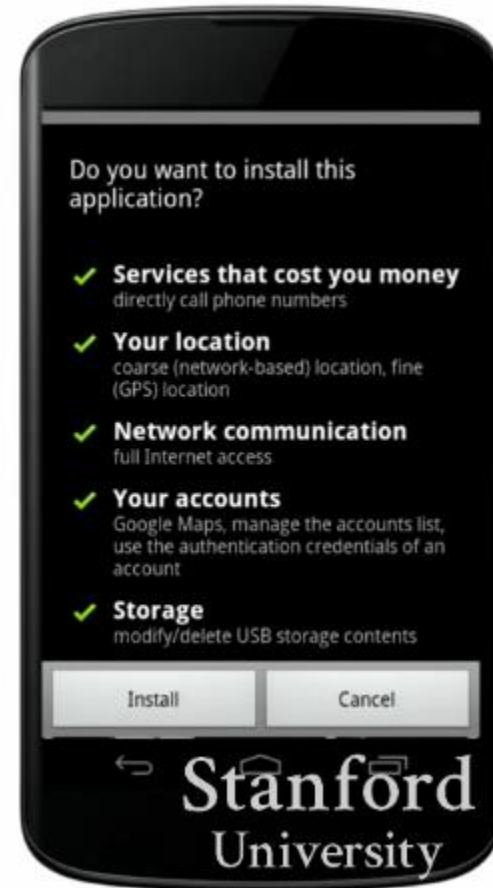 Do you want to install this
application?
Services that cost you money
directly call phone numbers
Your location
coarse (network-based) location, fine
(GPS) location
Network communication
full Internet access
Your accounts
Google Maps, manage the accounts list,
use the authentication credentials of an
account
Storage
modify/delete USB storage contents
Install Cancel
Stanford
University